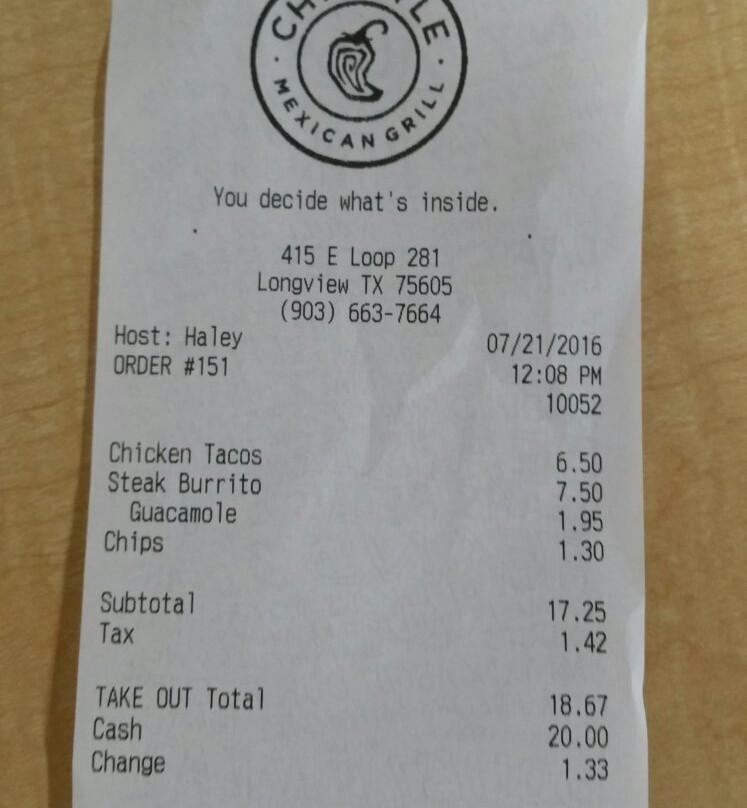 MEXICAN GRILL
You decide what's inside.
415 E Loop 281
Longview TX 75605
(903) 663-7664
Host: Haley 07/21/2016
ORDER #151 12:08 PM
10052
Chicken Tacos 6.50
Steak Burrito 7.50
Guacamole 1.95
Chips 1.30
Subtotal 17.25
Tax 1.42
TAKE OUT Total 18.67
Cash 20.00
Change 1.33